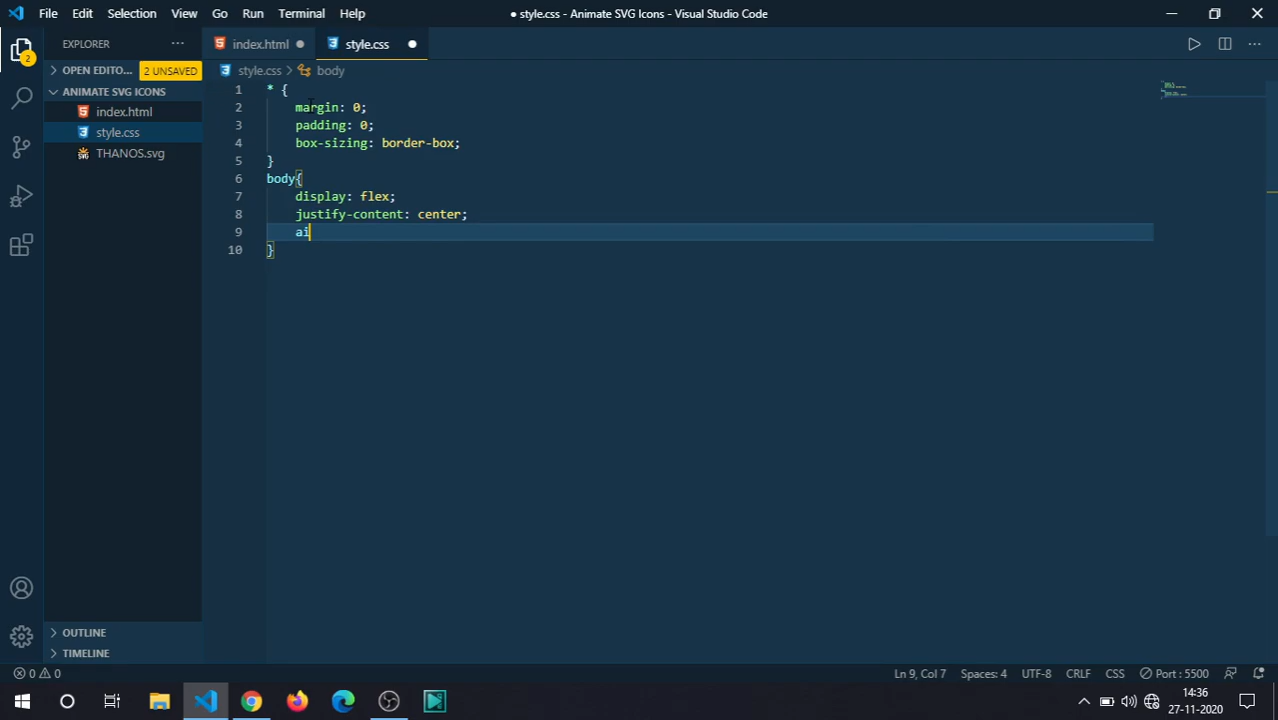 File Edit Selection View Go Run Terminal Help
● style.css - Animate SVG Icons - Visual Studio Code
2
EXPLORER
OPEN EDITO... 2 UNSAVED
ANIMATE SVG ICONS
index.html
style.css
THANOS.svg
OUTLINE
TIMELINE
index.html style.css
style.css > body
1 * {
2 margin: 0;
3 padding: 0;
4 box-sizing: border-box;
5 }
6 body{
7 display: flex;
8 justify-content: center;
9 ai
10 }
0 0 Ln 9, Col 7 Spaces: 4 UTF-8 CRLF CSS Port : 5500
14:36
27-11-2020